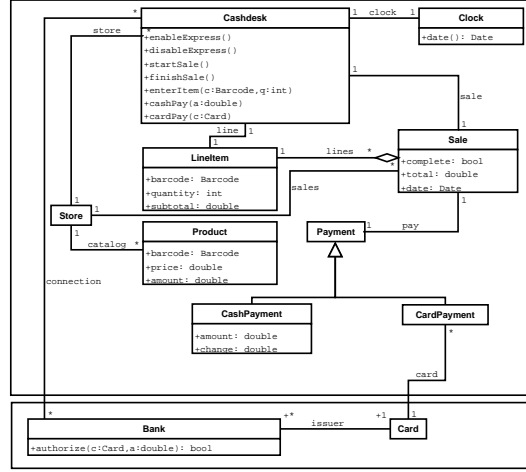 * Cashdesk 1 clock 1 Clock
store * +enableExpress() +date(): Date
+disableExpress()
+startSale()
+finishSale() 1
+enterItem(c:Barcode,q:int)
+cashPay(a:double) sale
+cardPay(c:Card)
line 1 1
1
LineItem 1 lines * Sale
+barcode: Barcode * +complete: bool
+quantity: int sales +total: double
+subtotal: double +date: Date
1 1 1
Store
1 Product Payment 1 pay
catalog * +barcode: Barcode
+price: double
+amount: double
connection
CashPayment CardPayment
+amount: double *
+change: double
card
* +* +1 1
Bank issuer Card
+authorize(c:Card,a:double): bool